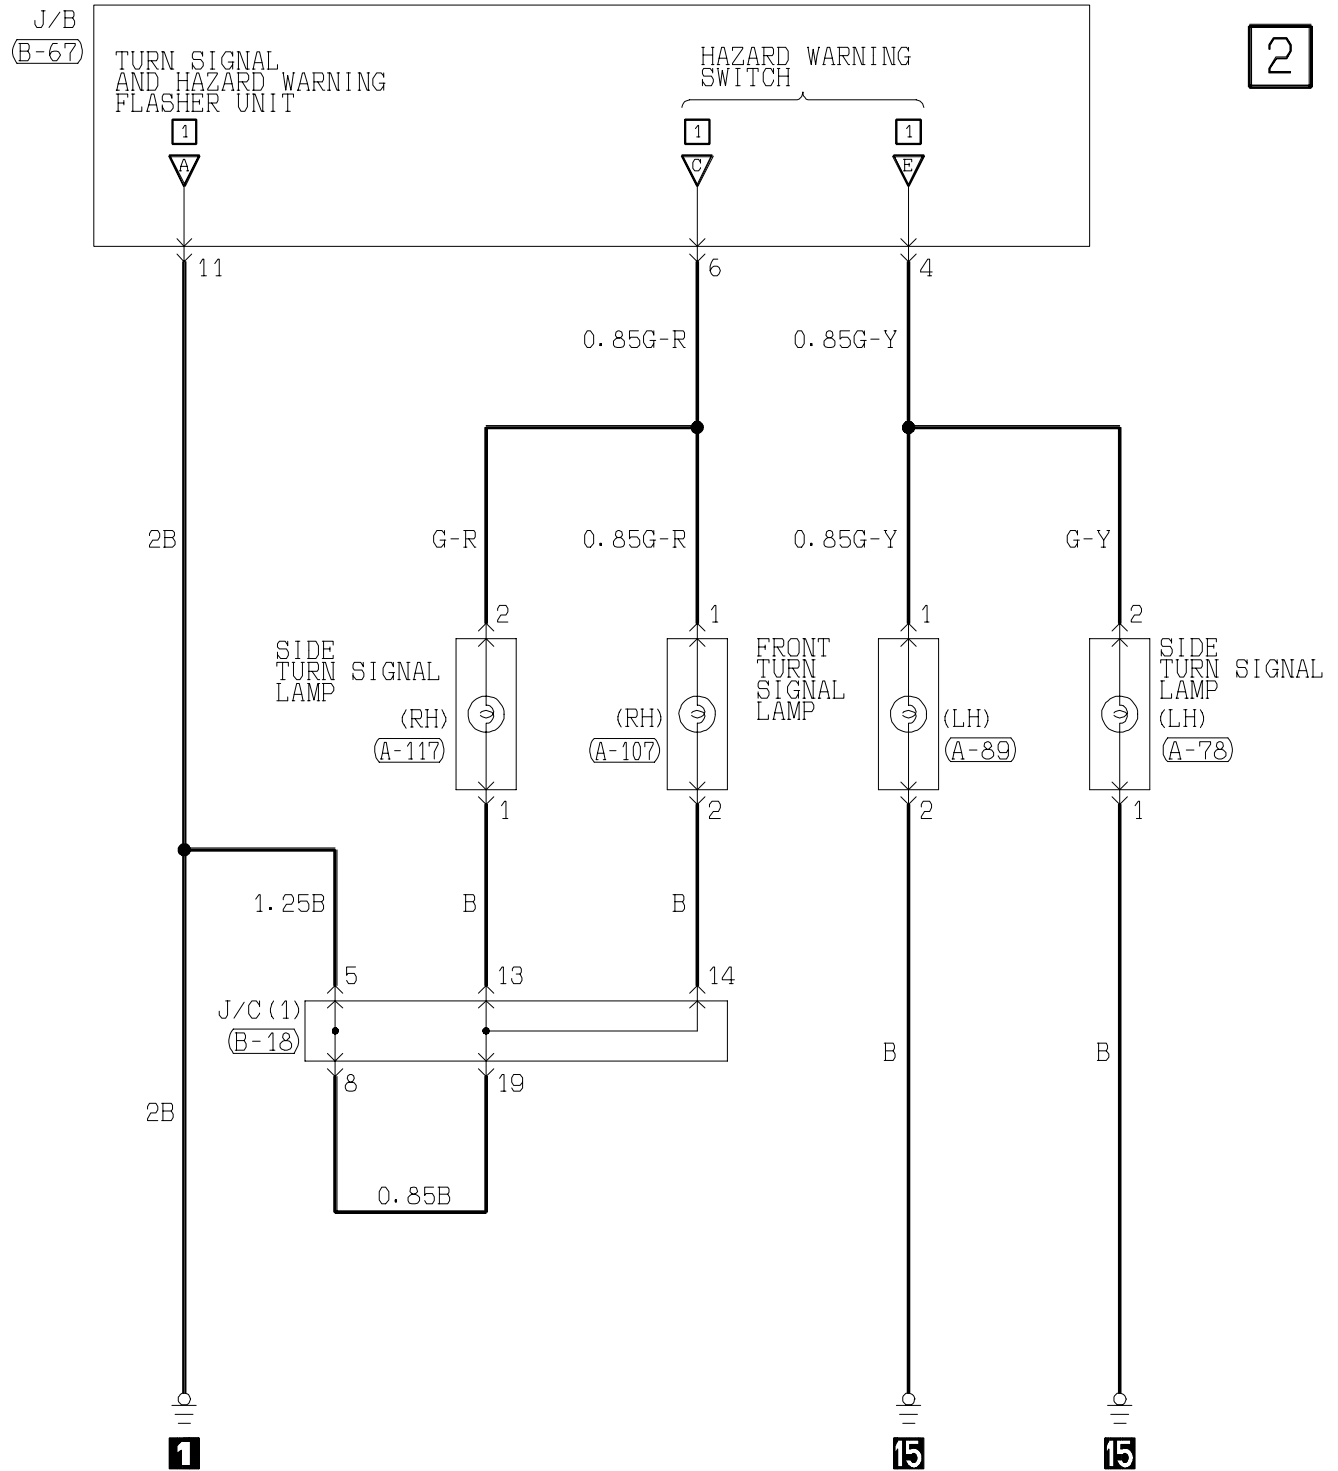 J/B
(B-67)
2
TURN SIGNAL
AND HAZARD WARNING
FLASHER UNIT
HAZARD WARNING
SWITCH
1
1
1
A
C
E
11
6
4
0.85G-R
0.85G-Y
2B
G-R
0.85G-R
0.85G-Y
G-Y
2
1
1
2
SIDE
TURN SIGNAL
LAMP
(RH)
(A-117)
(RH)
(A-107)
FRONT
TURN
SIGNAL
LAMP
(LH)
(A-89)
SIDE
TURN SIGNAL
LAMP
(LH)
(A-78)
1
2
2
1
1.25B
B
B
5
13
14
J/C(1)
(B-18)
B
B
8
19
2B
0.85B
1
15
15